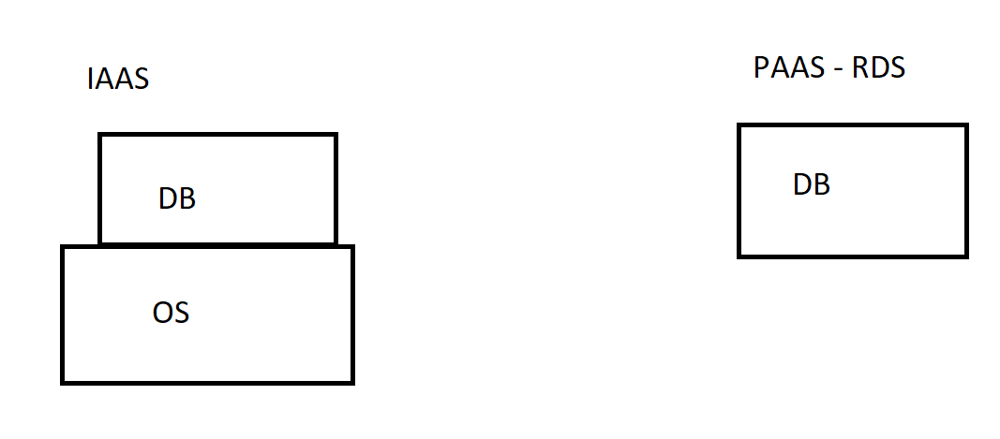 IAAS
DB
OS
PAAS - RDS
DB